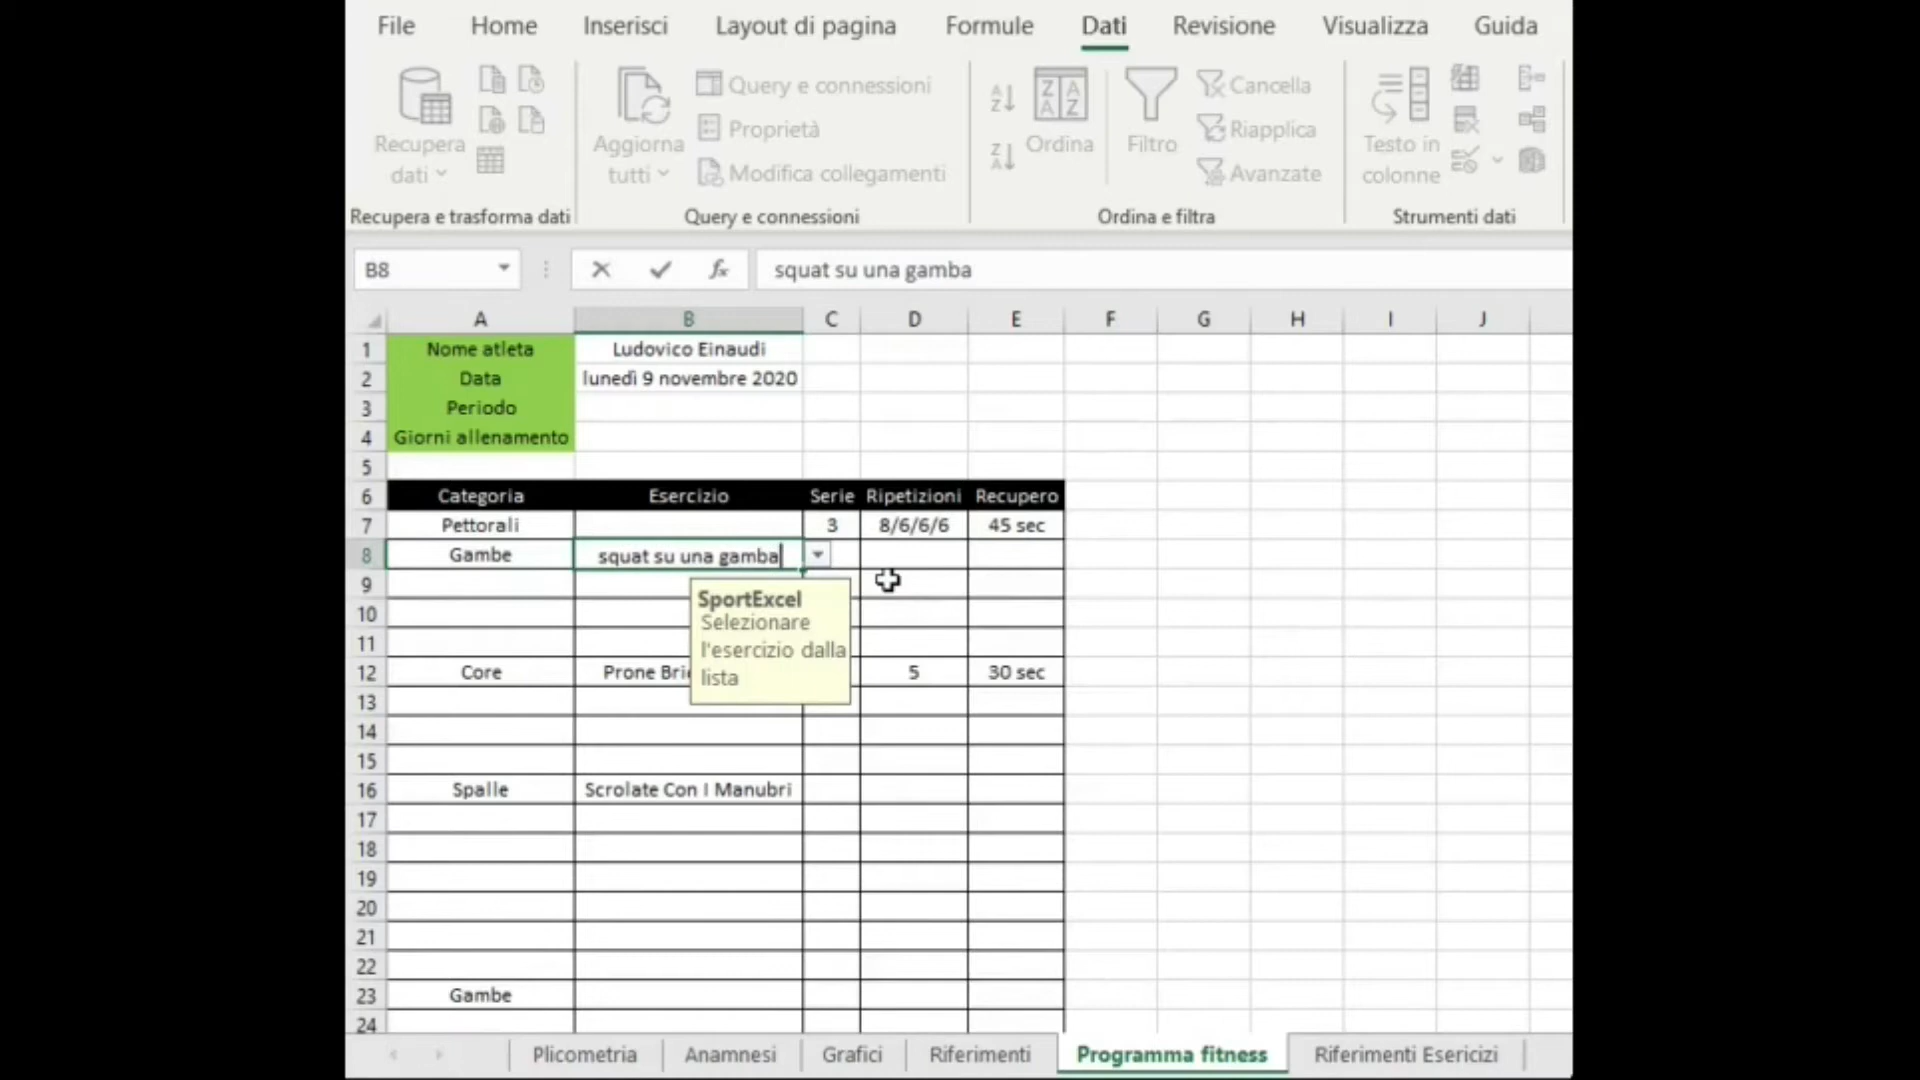 File Home Inserisci Layout di pagina Formule Dati Revisione Visualizza Guida
Recupera
dati
Aggiorna
tutti
Query e connessioni
Proprietà
Modifica collegamenti
Ordina
Filtro
Cancella
Riapplica
Avanzate
Testo in
colonne
Recupera e trasforma dati Query e connessioni Ordina e filtra Strumenti dati
B8 fx squat su una gamba
A B C D E F G H I J
1 Nome atleta Ludovico Einaudi
2 Data lunedì 9 novembre 2020
3 Periodo
4 Giorni allenamento
5
6 Categoria Esercizio Serie Ripetizioni Recupero
7 Pettorali 3 8/6/6/6 45 sec
8 Gambe squat su una gamba
9
10
11
12 Core Prone 5 30 sec
13
14
15
16 Spalle Scrolate Con I Manubri
17
18
19
20
21
22
23 Gambe
24
SportExcel
Selezionare
l'esercizio dalla
lista
Plicometria Anamnesi Grafici Riferimenti Programma fitness Riferimenti Esericizi